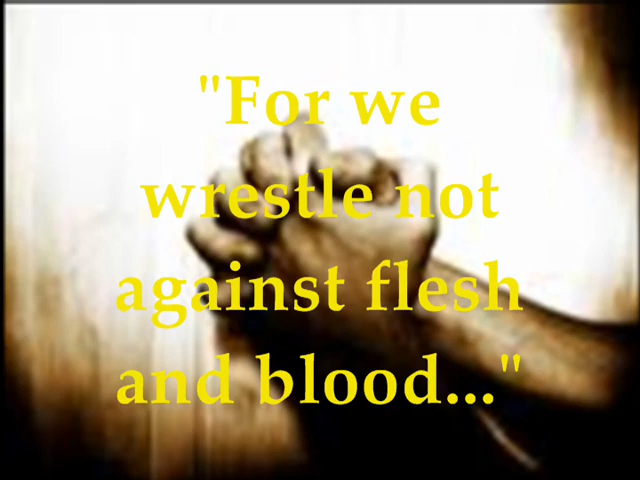 "For we
wrestle not
against flesh
and blood..."